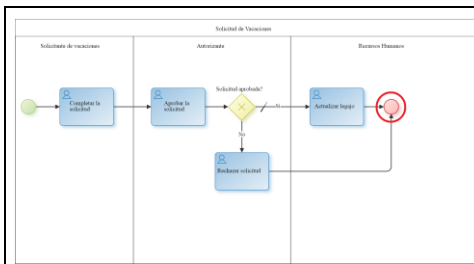 Solicitud de Vacaciones
Solicitante de vacaciones
Autorizante
Recursos Humanos
Solicitud aprobada?
Completar la
solicitud
Aprobar la
solicitud
Si
Actualizar legajo
No
Rechazar solicitud